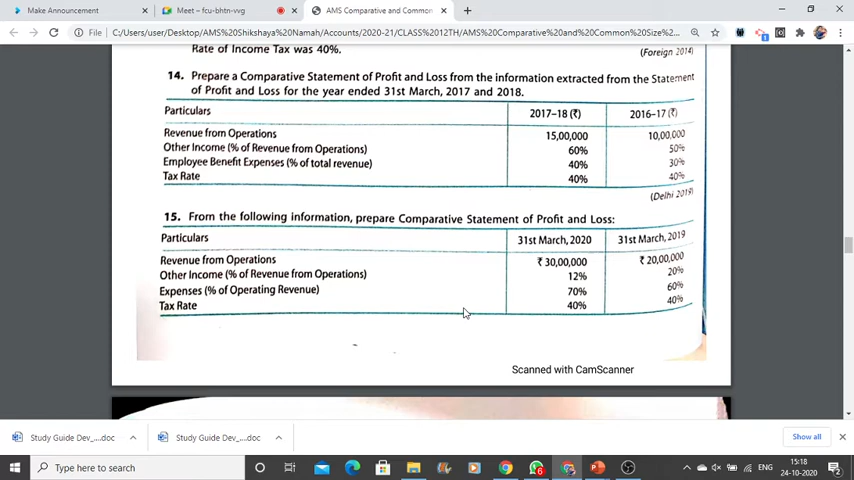 Make Announcement
Meet – fcu-bhtn-vvg
AMS Comparative and Common
File | C:/Users/user/Desktop/AMS%20Shikshaya%20Namah/Accounts/2020-21/CLASS%2012TH/AMS%20Comparative%20and%20Common%20Size%2...
Rate of Income Tax was 40%.
(Foreign 2014)
14. Prepare a Comparative Statement of Profit and Loss from the information extracted from the Statement
of Profit and Loss for the year ended 31st March, 2017 and 2018.
Particulars 2017–18 (₹) 2016–17 (₹)
Revenue from Operations 15,00,000 10,00,000
Other Income (% of Revenue from Operations) 60% 50%
Employee Benefit Expenses (% of total revenue) 40% 30%
Tax Rate 40% 40%
(Delhi 2019)
15. From the following information, prepare Comparative Statement of Profit and Loss:
Particulars 31st March, 2020 31st March, 2019
Revenue from Operations ₹ 30,00,000 ₹ 20,00,000
Other Income (% of Revenue from Operations) 12% 20%
Expenses (% of Operating Revenue) 70% 60%
Tax Rate 40% 40%
Scanned with CamScanner
Study Guide Dev_....doc
Study Guide Dev_....doc
Show all
Type here to search
ENG
15:18
24-10-2020